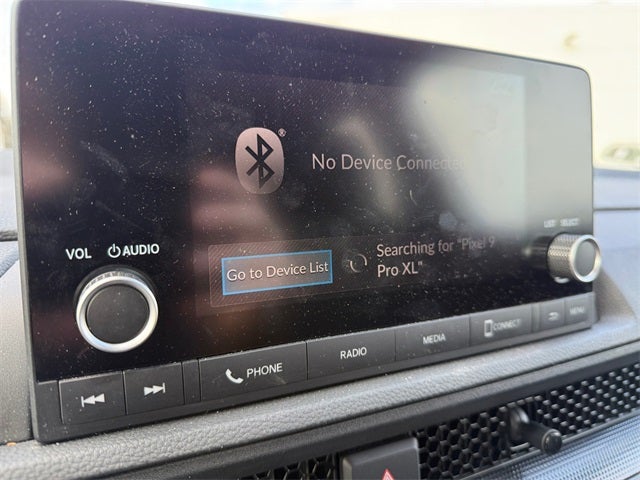 ®
No Device Connected
VOL
AUDIO
LIST SELECT
Go to Device List
Searching for "Pixel 9
Pro XL"
PHONE
RADIO
MEDIA
CONNECT
MENU